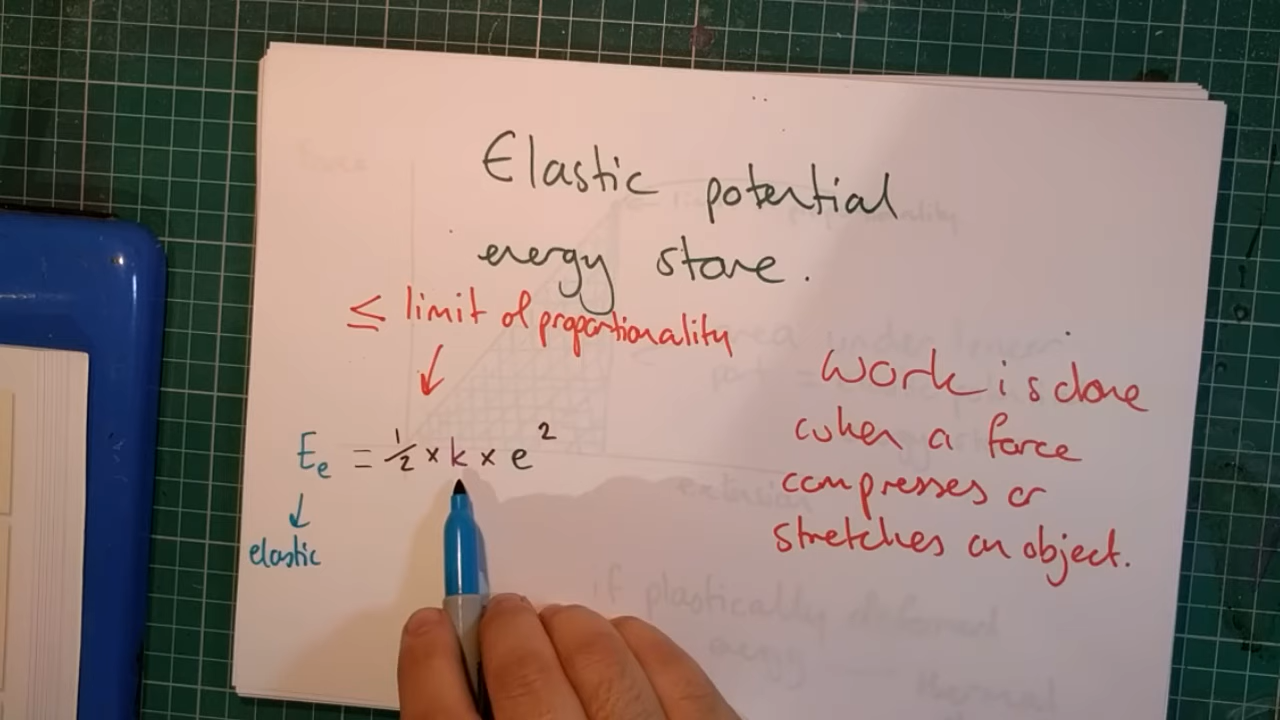 Elastic potential
energy store.
≤ limit of proportionality
↓
E_e = 1/2 × k × e²
↓
elastic
Work is done
when a force
compresses or
stretches an object.